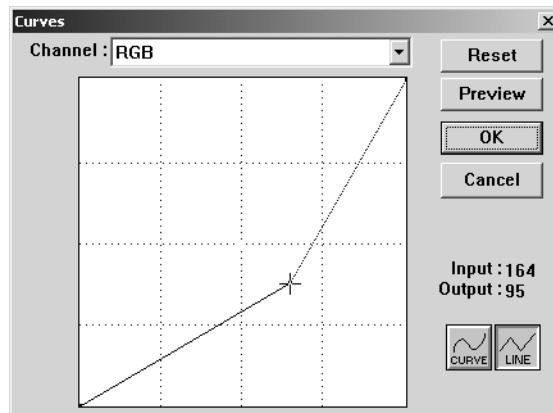 Curves
Channel : RGB
Reset
Preview
OK
Cancel
Input : 164
Output : 95
CURVE
LINE